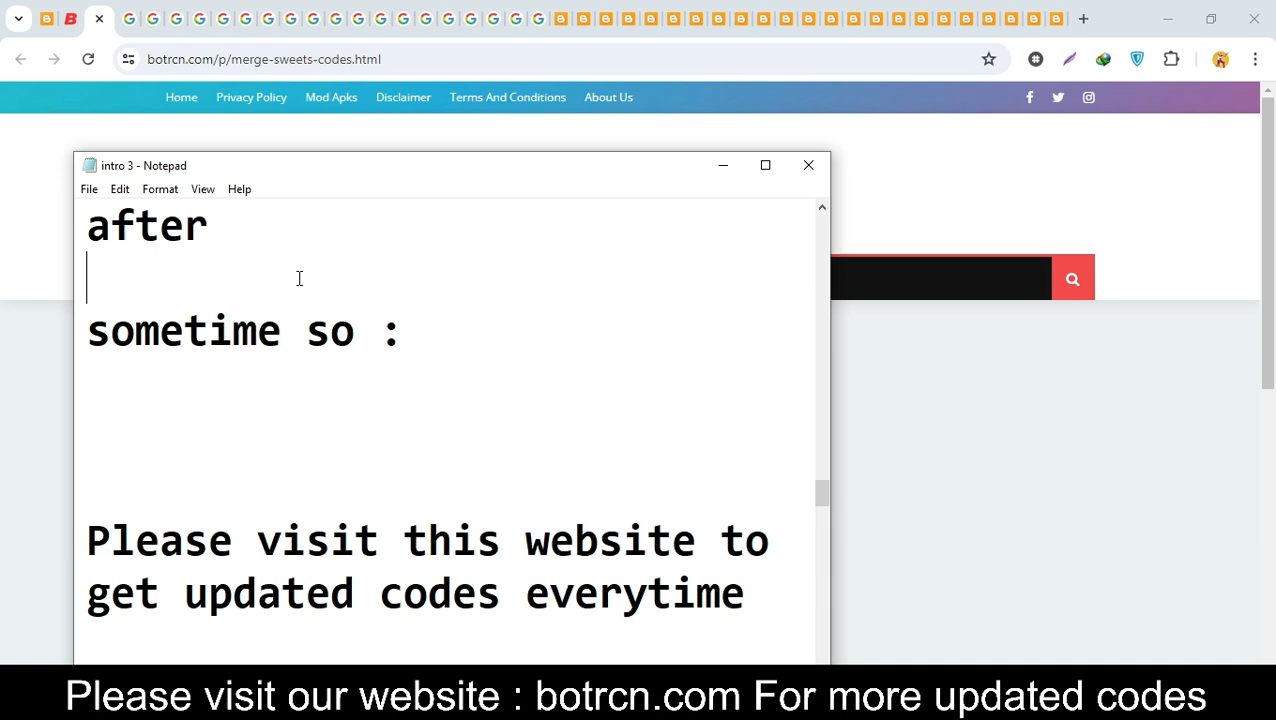 botrcn.com/p/merge-sweets-codes.html
Home Privacy Policy Mod Apks Disclaimer Terms And Conditions About Us
intro 3 - Notepad
File Edit Format View Help
after
sometime so :
Please visit this website to
get updated codes everytime
Please visit our website : botrcn.com For more updated codes